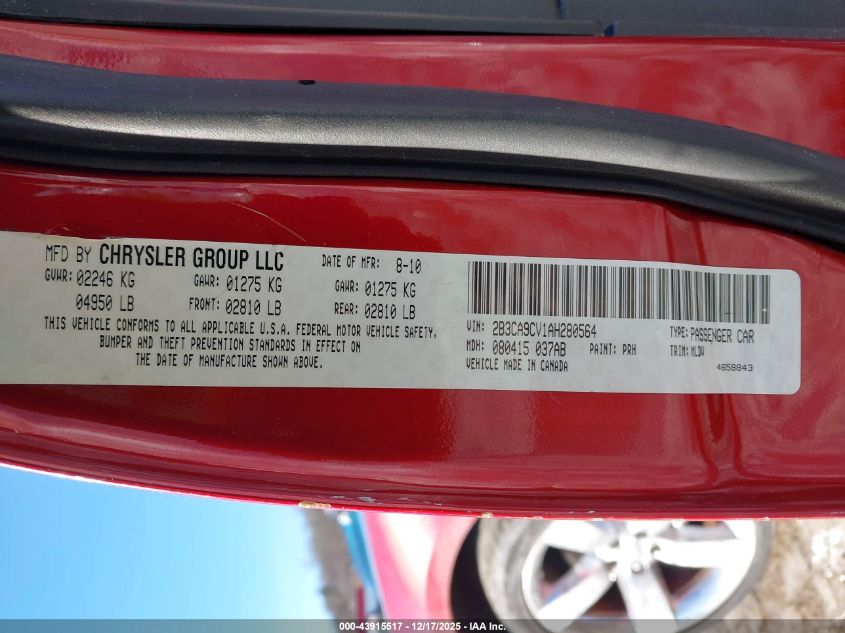 MFD BY CHRYSLER GROUP LLC
DATE OF MFR: 8-10
GVWR: 02246 KG GAWR: 01275 KG GAWR: 01275 KG
04950 LB FRONT: 02810 LB REAR: 02810 LB
THIS VEHICLE CONFORMS TO ALL APPLICABLE U.S.A. FEDERAL MOTOR VEHICLE SAFETY,
BUMPER AND THEFT PREVENTION STANDARDS IN EFFECT ON
THE DATE OF MANUFACTURE SHOWN ABOVE.
VIN: 2B3CA9CV1AH280564 TYPE: PASSENGER CAR
MDH: 080415 037AB PAINT: PRH TRIM: MLDV
VEHICLE MADE IN CANADA 4658843
000-43915517 - 12/17/2025 - IAA Inc.